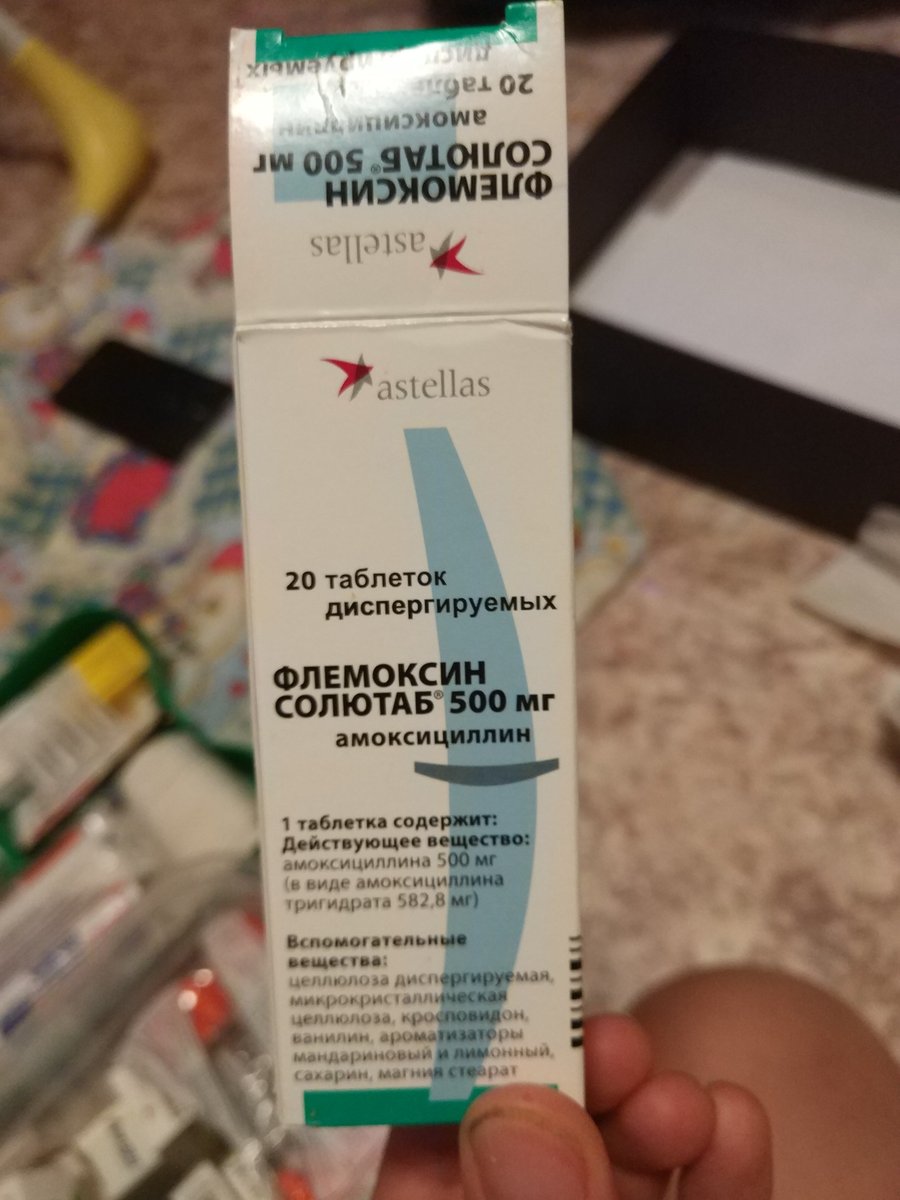 диспергируемых
20 таблеток
амоксициллин
ФЛЕМОКСИН
СОЛЮТАБ® 500 мг
astellas
astellas
20 таблеток
диспергируемых
ФЛЕМОКСИН
СОЛЮТАБ® 500 мг
амоксициллин
1 таблетка содержит:
Действующее вещество:
амоксициллина 500 мг
(в виде амоксициллина
тригидрата 582,8 мг)
Вспомогательные
вещества:
целлюлоза диспергируемая,
микрокристаллическая
целлюлоза, кросповидон,
ванилин, ароматизаторы
мандариновый и лимонный,
сахарин, магния стеарат